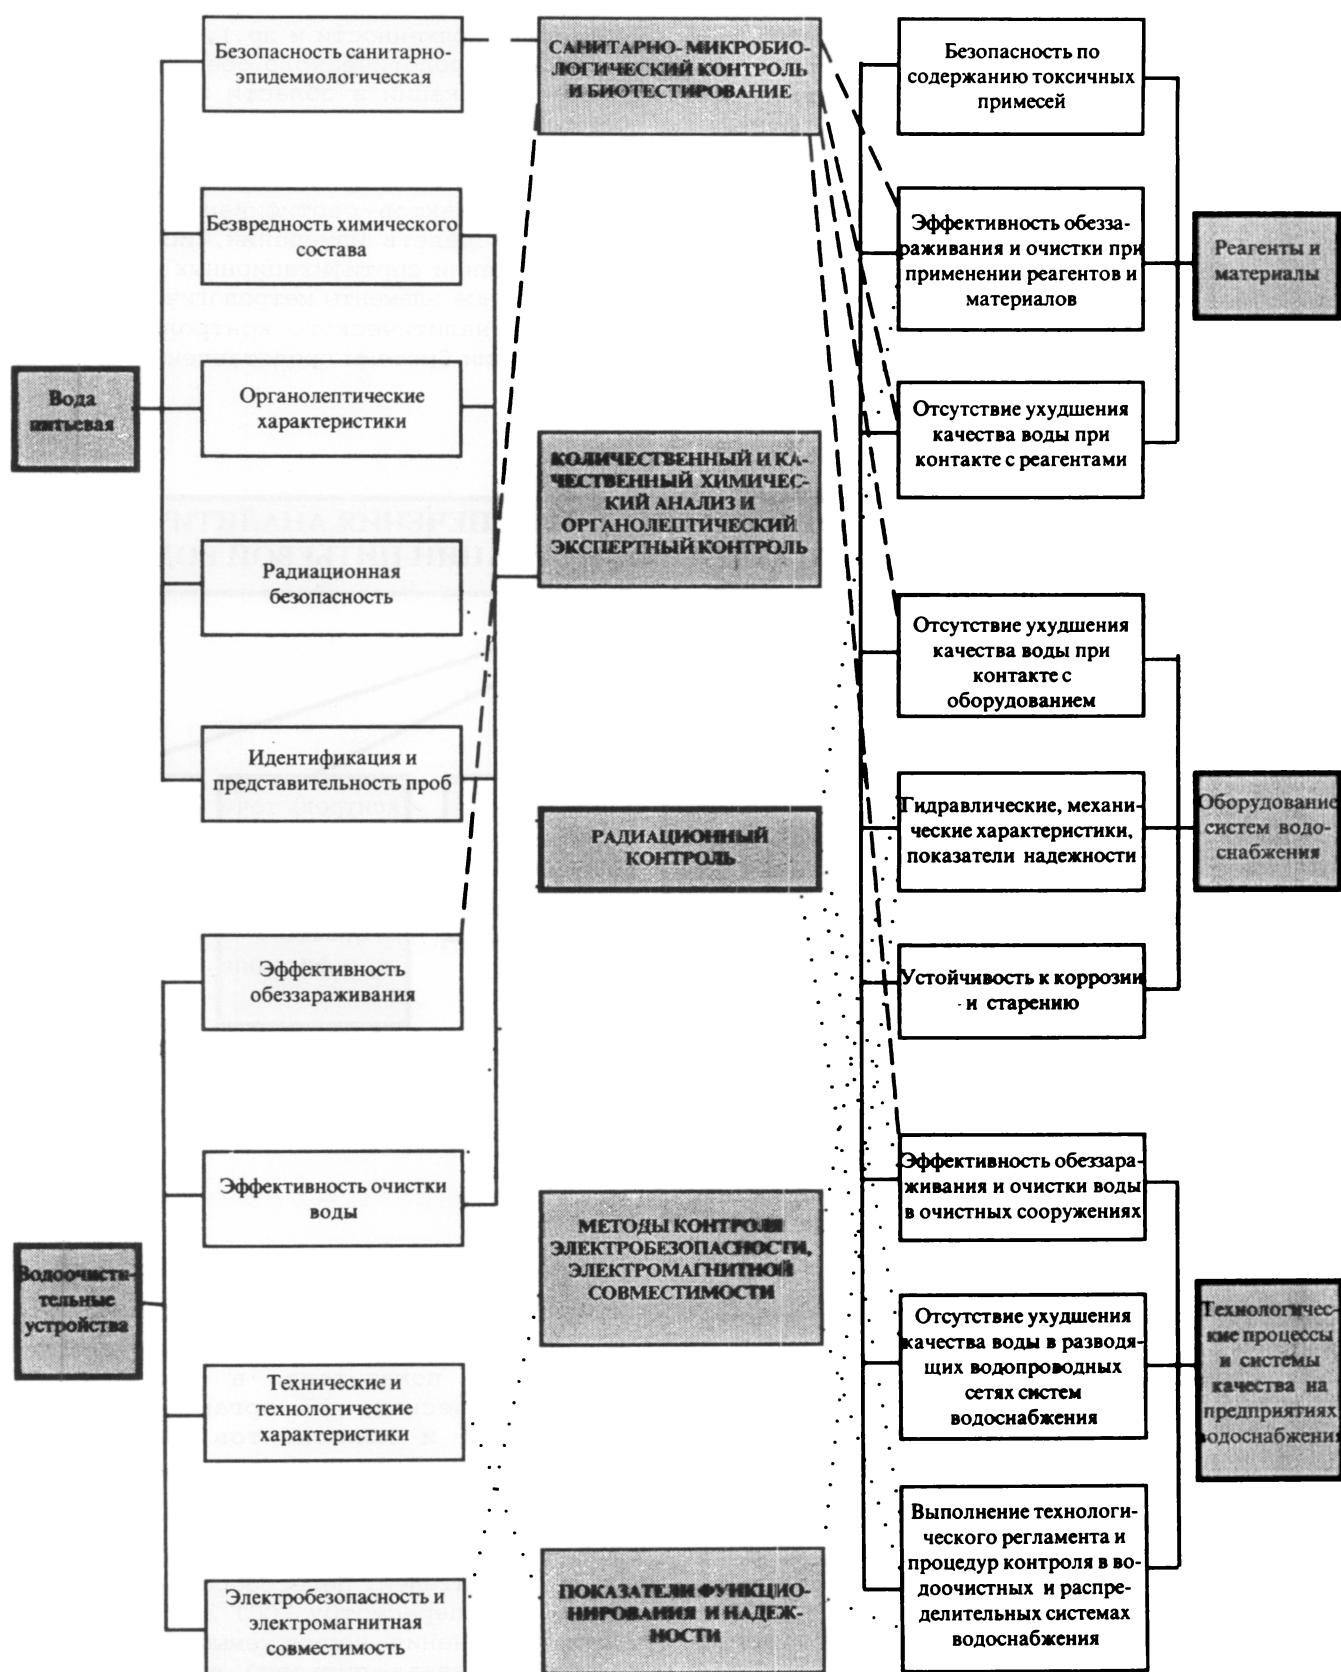 Безопасность санитарно-
эпидемиологическая
Безвредность химического
состава
Органолептические
характеристики
Радиационная
безопасность
Идентификация и
представительность проб
Вода
питьевая
Эффективность
обеззараживания
Эффективность очистки
воды
Технические и
технологические
характеристики
Электробезопасность и
электромагнитная
совместимость
Водоочисти-
тельные
устройства
САНИТАРНО- МИКРОБИО-
ЛОГИЧЕСКИЙ КОНТРОЛЬ
И БИОТЕСТИРОВАНИЕ
КОЛИЧЕСТВЕННЫЙ И КА-
ЧЕСТВЕННЫЙ ХИМИЧЕС-
КИЙ АНАЛИЗ И
ОРГАНОЛЕПТИЧЕСКИЙ
ЭКСПЕРТНЫЙ КОНТРОЛЬ
РАДИАЦИОННЫЙ
КОНТРОЛЬ
МЕТОДЫ КОНТРОЛЯ
ЭЛЕКТРОБЕЗОПАСНОСТИ,
ЭЛЕКТРОМАГНИТНОЙ
СОВМЕСТИМОСТИ
ПОКАЗАТЕЛИ ФУНКЦИО-
НИРОВАНИЯ И НАДЕЖ-
НОСТИ
Безопасность по
содержанию токсичных
примесей
Эффективность обезза-
раживания и очистки при
применении реагентов и
материалов
Отсутствие ухудшения
качества воды при
контакте с реагентами
Реагенты и
материалы
Отсутствие ухудшения
качества воды при
контакте с
оборудованием
Гидравлические, механи-
ческие характеристики,
показатели надежности
Устойчивость к коррозии
и старению
Оборудование
систем водо-
снабжения
Эффективность обеззара-
живания и очистки воды
в очистных сооружениях
Отсутствие ухудшения
качества воды в разводя-
щих водопроводных
сетях систем
водоснабжения
Выполнение технологи-
ческого регламента и
процедур контроля в во-
доочистных и распре-
делительных системах
водоснабжения
Технологичес-
кие процессы
и системы
качества на
предприятиях
водоснабжения